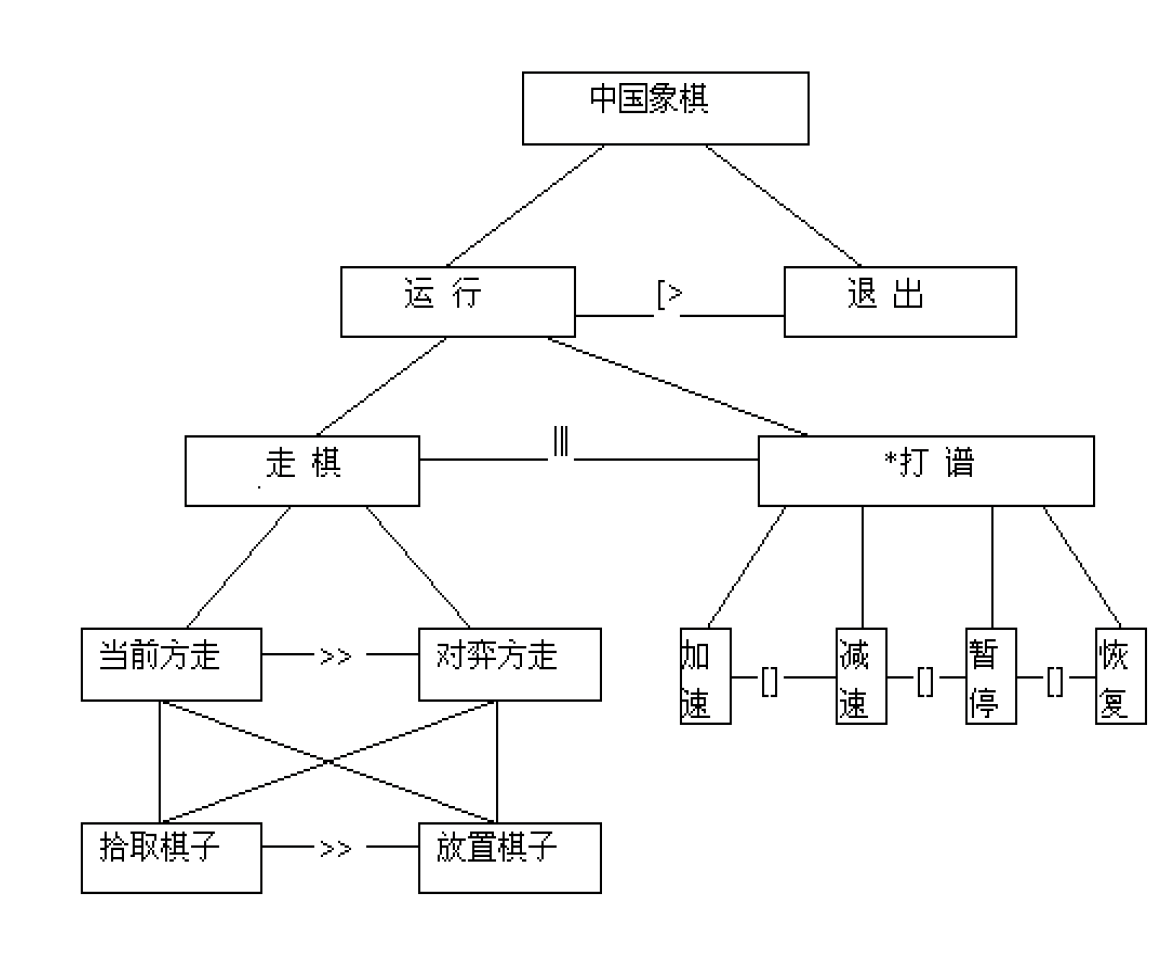 中国象棋
运 行
[>
退 出
走 棋
|||
*打 谱
当前方走
>>
对弈方走
加
速
[]
减
速
[]
暂
停
[]
恢
复
拾取棋子
>>
放置棋子